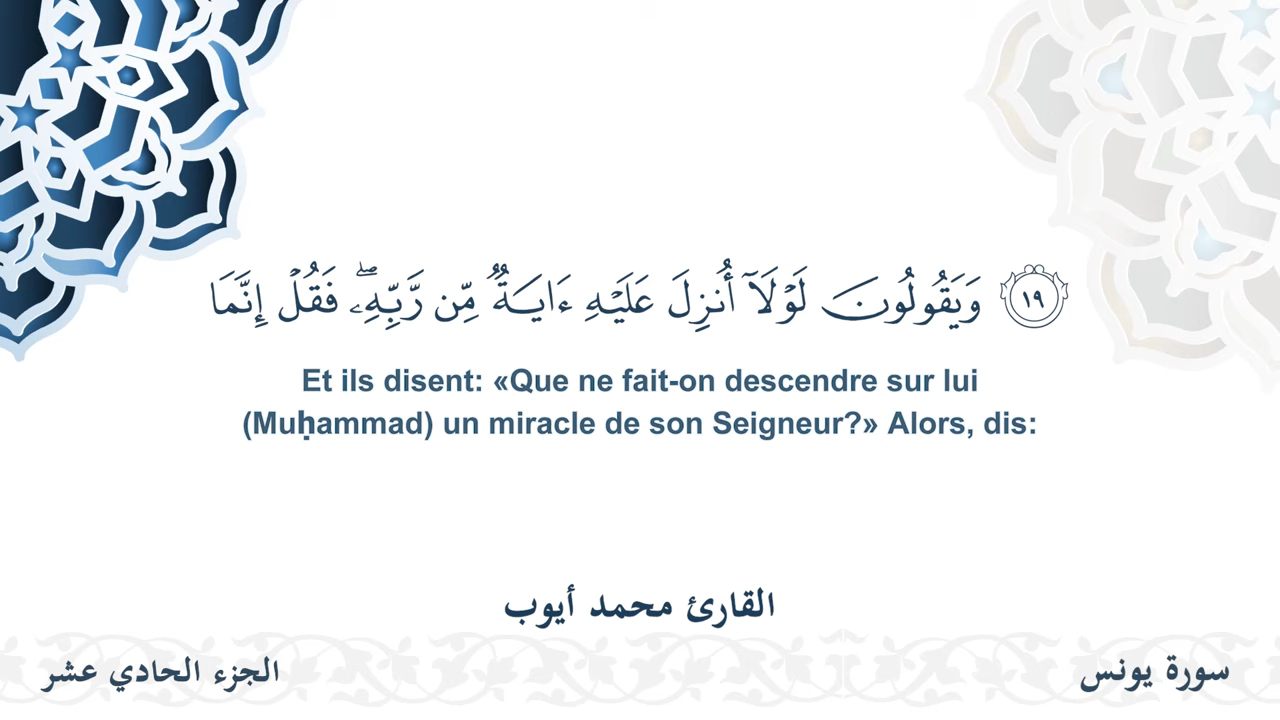 ١٩ وَيَقُولُونَ لَوۡلَآ أُنزِلَ عَلَيۡهِ ءَايَةٞ مِّن رَّبِّهِۦۖ فَقُلۡ إِنَّمَا
Et ils disent: «Que ne fait-on descendre sur lui
(Muḥammad) un miracle de son Seigneur?» Alors, dis:
القارئ محمد أيوب
سورة يونس
الجزء الحادي عشر